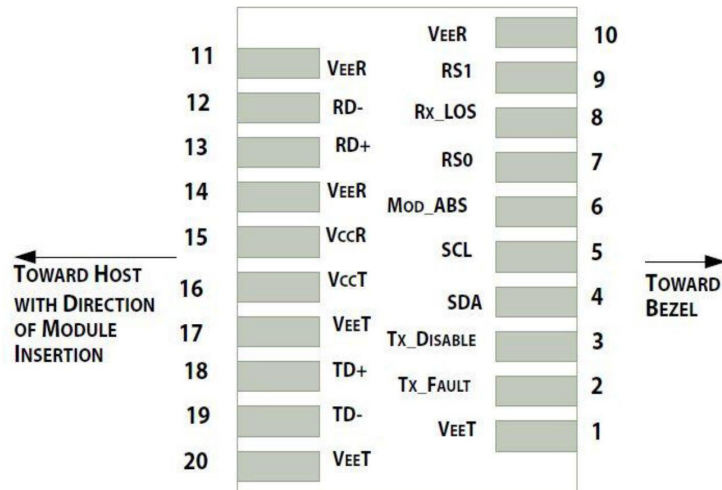 VEER 10
11 VEER
RS1 9
12 RD-
RX_LOS 8
13 RD+
RS0 7
14 VEER
MOD_ABS 6
15 VCCR
SCL 5
TOWARD HOST
WITH DIRECTION
OF MODULE
INSERTION
TOWARD
BEZEL
16 VCCT
SDA 4
17 VEET
TX_DISABLE 3
18 TD+
TX_FAULT 2
19 TD-
VEET 1
20 VEET